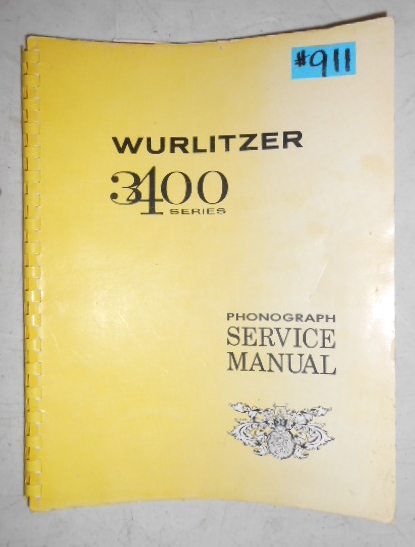 #911
WURLITZER
3400
SERIES
PHONOGRAPH
SERVICE
MANUAL